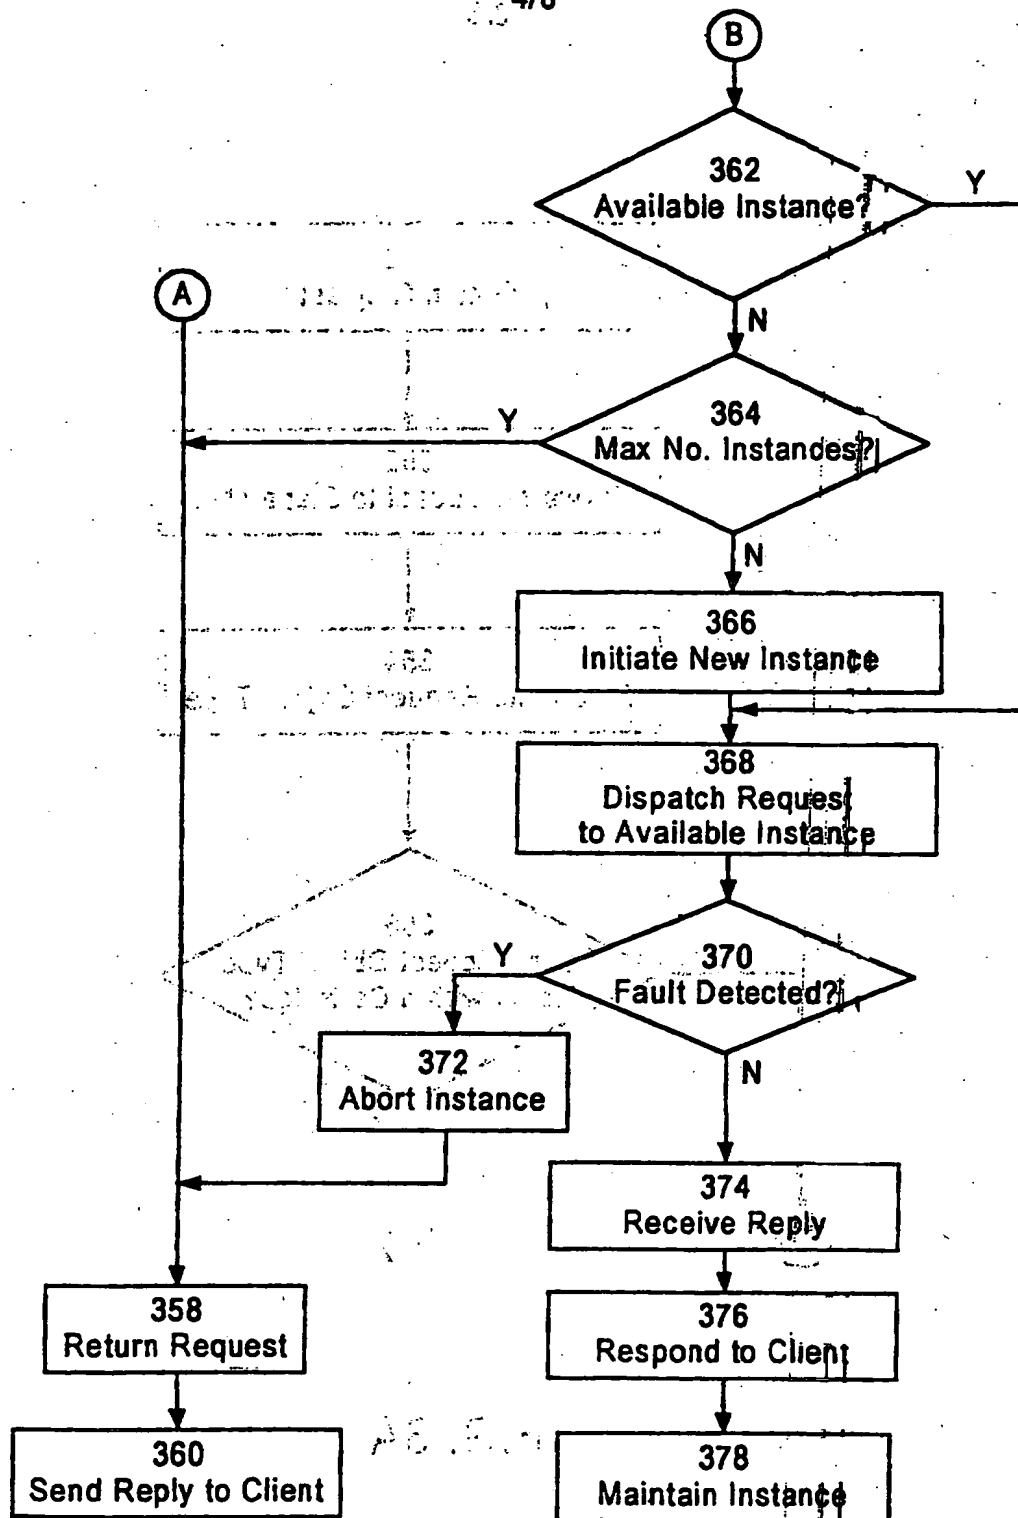 4/8
B
362
Available Instance?
Y
A
N
364
Max No. Instances?
Y
N
366
Initiate New Instance
368
Dispatch Request
to Available Instance
370
Fault Detected?
Y
372
Abort Instance
N
374
Receive Reply
358
Return Request
376
Respond to Client
360
Send Reply to Client
378
Maintain Instance